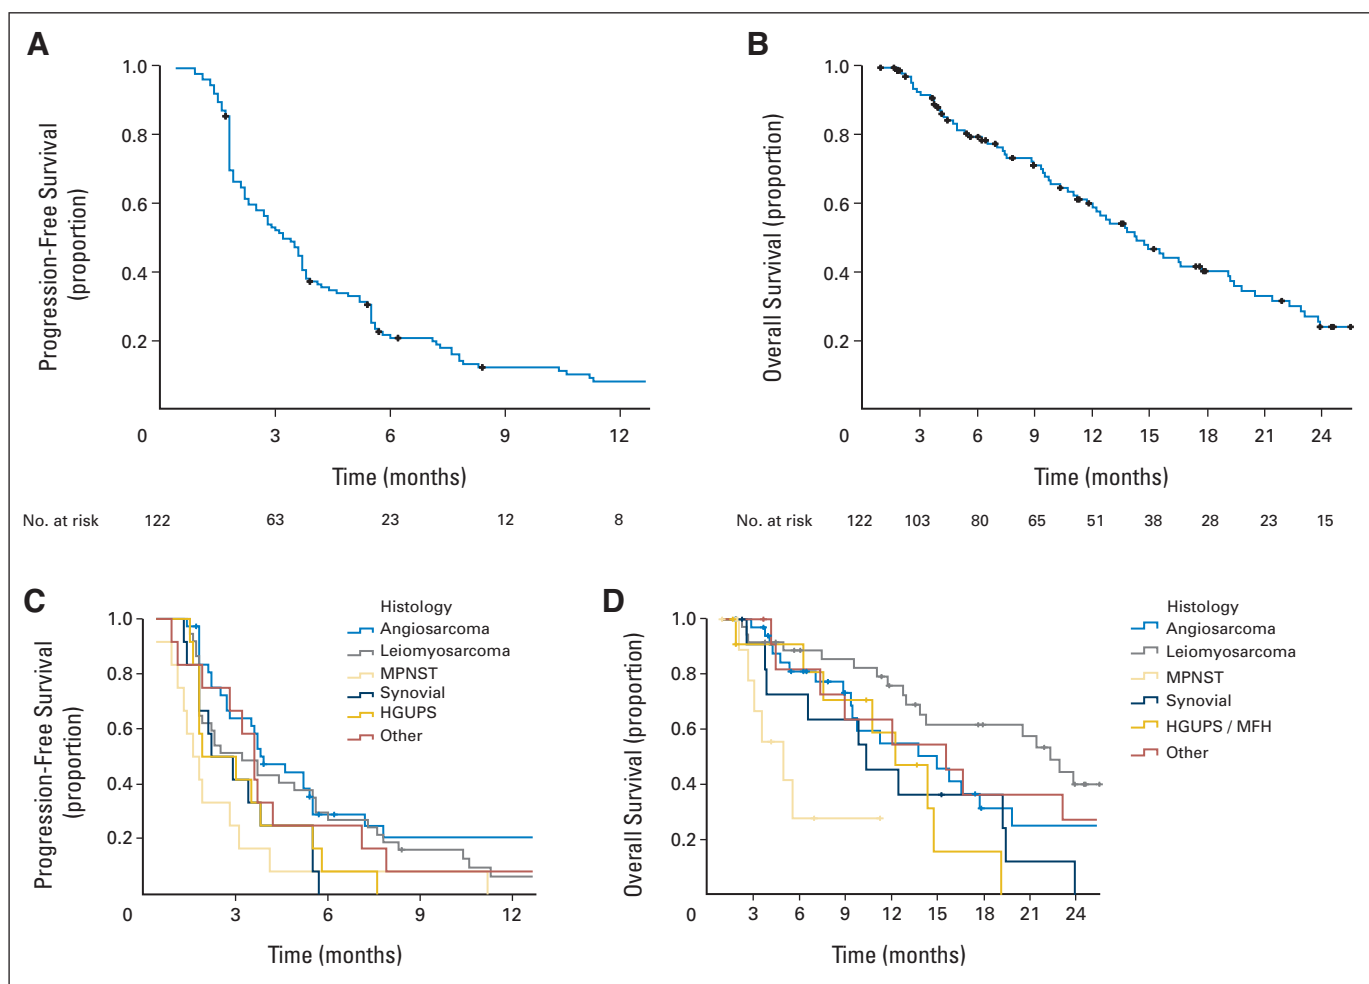 A
1.0
0.8
0.6
0.4
0.2
Progression-Free Survival
(proportion)
0 3 6 9 12
Time (months)
No. at risk 122 63 23 12 8
B
1.0
0.8
0.6
0.4
0.2
Overall Survival (proportion)
0 3 6 9 12 15 18 21 24
Time (months)
No. at risk 122 103 80 65 51 38 28 23 15
C
1.0
0.8
0.6
0.4
0.2
Progression-Free Survival
(proportion)
Histology
Angiosarcoma
Leiomyosarcoma
MPNST
Synovial
HGUPS
Other
0 3 6 9 12
Time (months)
D
1.0
0.8
0.6
0.4
0.2
Overall Survival (proportion)
Histology
Angiosarcoma
Leiomyosarcoma
MPNST
Synovial
HGUPS / MFH
Other
0 3 6 9 12 15 18 21 24
Time (months)